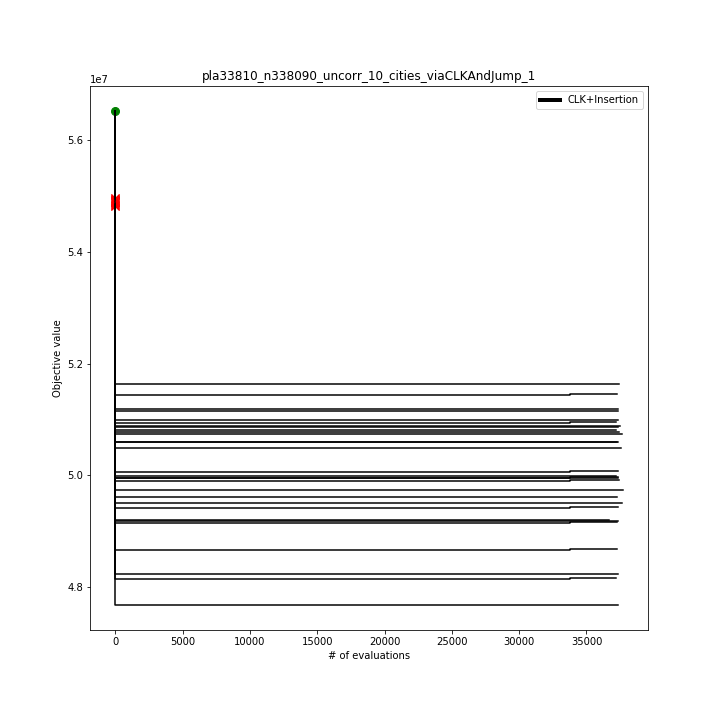 pla33810_n338090_uncorr_10_cities_viaCLKAndJump_1
1e7
CLK+Insertion
5.6
5.4
5.2
5.0
4.8
Objective value
0 5000 10000 15000 20000 25000 30000 35000
# of evaluations